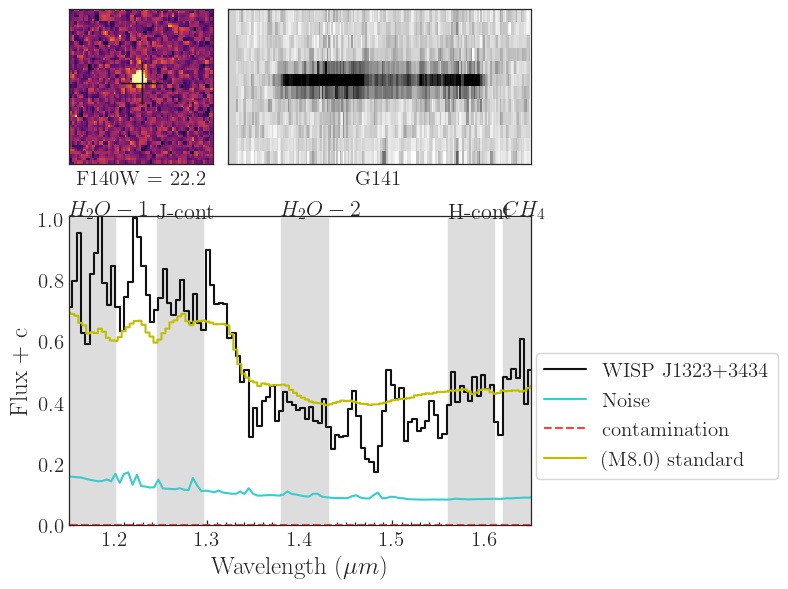 F140W = 22.2
G141
H₂O − 1
J-cont
H₂O − 2
H-cont
CH₄
1.0
0.8
0.6
0.4
0.2
0.0
Flux + c
1.2
1.3
1.4
1.5
1.6
Wavelength (μm)
WISP J1323+3434
Noise
contamination
(M8.0) standard